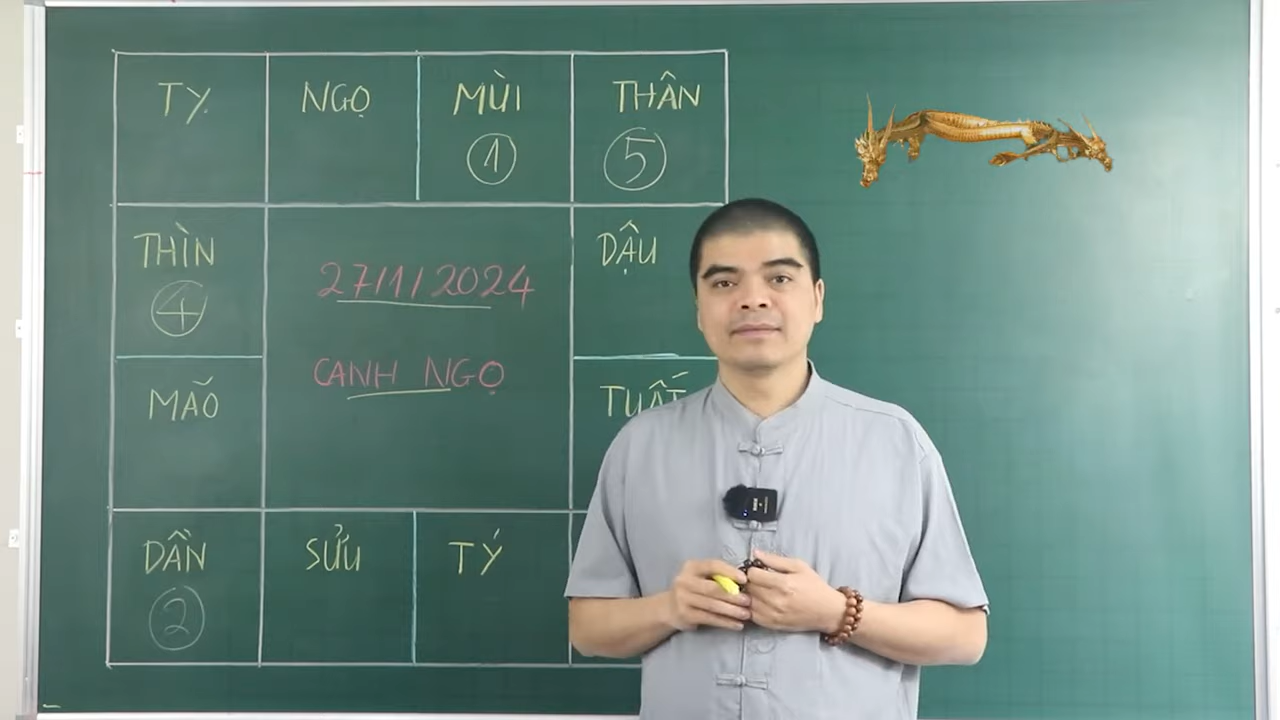 TỴ NGỌ MÙI THÂN
① ⑤
THÌN DẬU
④
27/1/2024
CANH NGỌ
MÃO TUẤT
DẦN SỬU TÝ
②